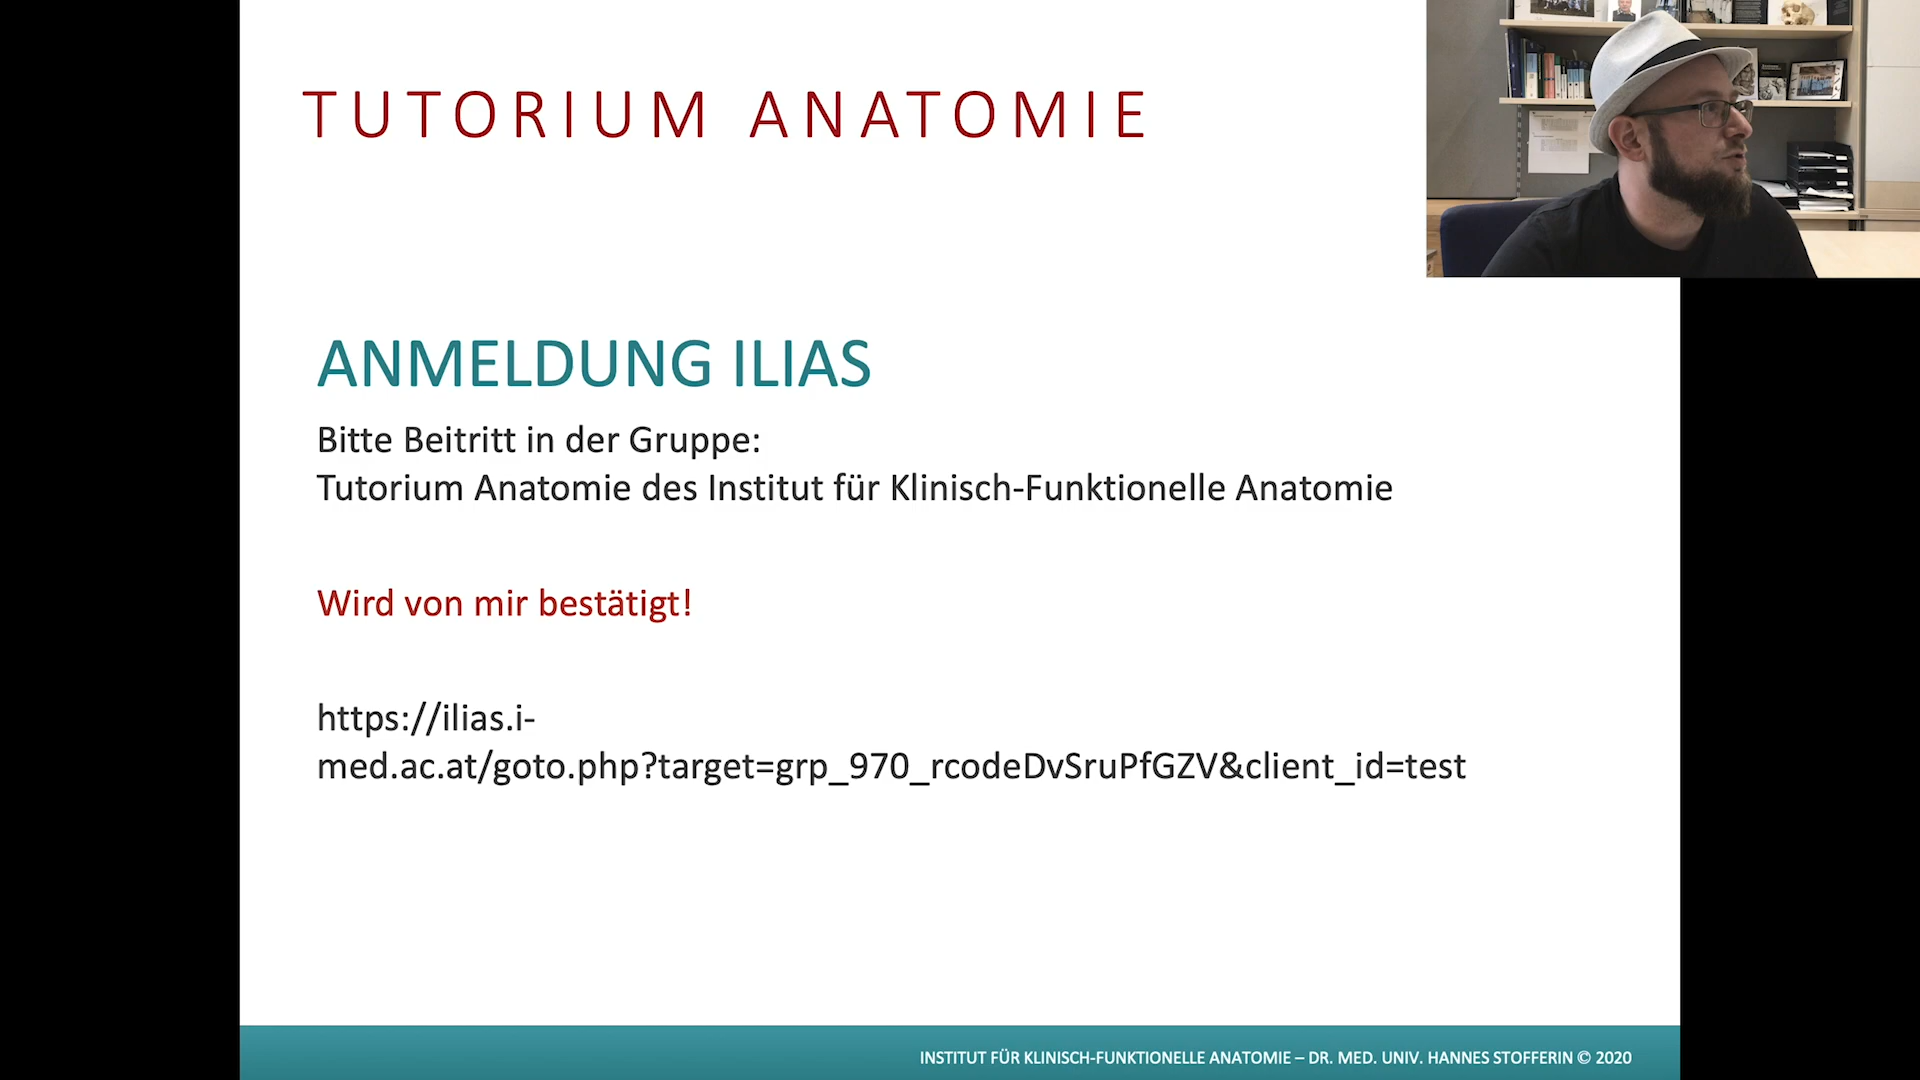 TUTORIUM ANATOMIE
ANMELDUNG ILIAS
Bitte Beitritt in der Gruppe:
Tutorium Anatomie des Institut für Klinisch-Funktionelle Anatomie
Wird von mir bestätigt!
https://ilias.i-
med.ac.at/goto.php?target=grp_970_rcodeDvSruPfGZV&client_id=test
INSTITUT FÜR KLINISCH-FUNKTIONELLE ANATOMIE – DR. MED. UNIV. HANNES STOFFERIN © 2020